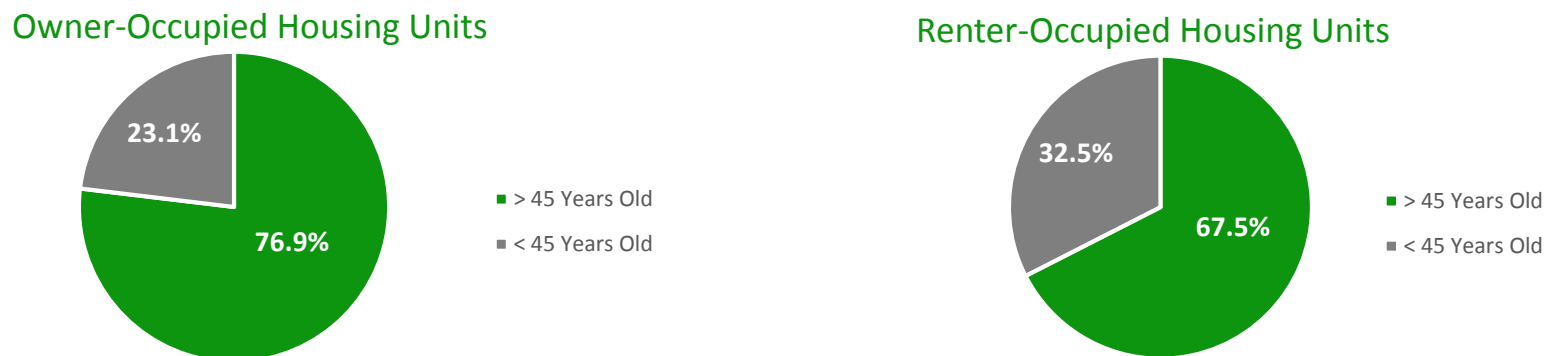 Owner-Occupied Housing Units
23.1%
76.9%
> 45 Years Old
< 45 Years Old
Renter-Occupied Housing Units
32.5%
67.5%
> 45 Years Old
< 45 Years Old